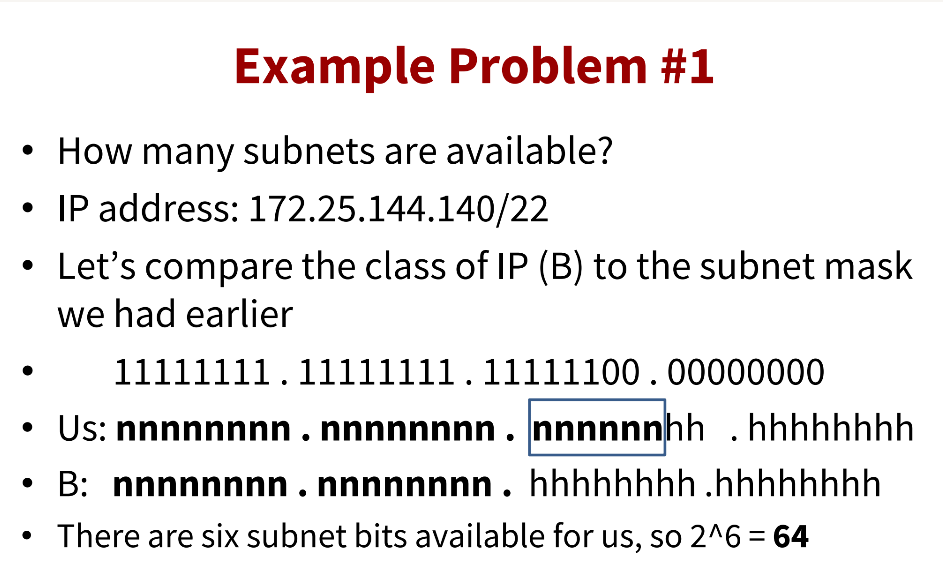 Example Problem #1
• How many subnets are available?
• IP address: 172.25.144.140/22
• Let’s compare the class of IP (B) to the subnet mask
we had earlier
• 11111111 . 11111111 . 11111100 . 00000000
• Us: nnnnnnnn . nnnnnnnn . nnnnnnhh . hhhhhhhh
• B: nnnnnnnn . nnnnnnnn . hhhhhhhh .hhhhhhhh
• There are six subnet bits available for us, so 2^6 = 64